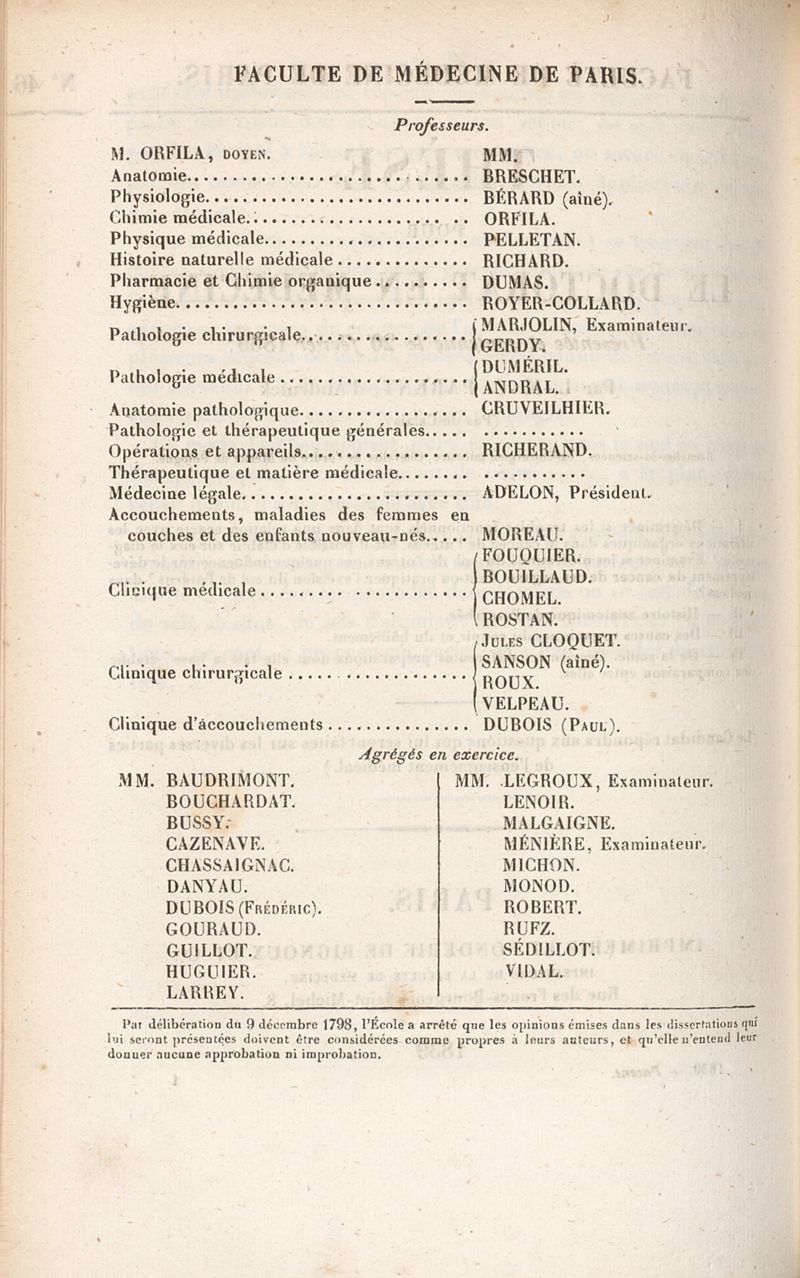 FACULTE DE MÉDECINE DE PARIS.
Professeurs.
M. ORFILA, DOYEN. MM.
Anatomie.............................. BRESCHET.
Physiologie............................ BÉRARD (aîné).
Chimie médicale........................ ORFILA.
Physique médicale...................... PELLETAN.
Histoire naturelle médicale.............. RICHARD.
Pharmacie et Chimie organique.......... DUMAS.
Hygiène............................... ROYER-COLLARD.
Pathologie chirurgicale.................. { MARJOLIN, Examinateur.
GERDY.
Pathologie médicale.................... { DUMÉRIL.
ANDRAL.
Anatomie pathologique.................. CRUVEILHIER.
Pathologie et thérapeutique générales..... ...........
Opérations et appareils.................. RICHERAND.
Thérapeutique et matière médicale........ ...........
Médecine légale........................ ADELON, Président.
Accouchements, maladies des femmes en
couches et des enfants nouveau-nés..... MOREAU.
Clinique médicale...................... { FOUQUIER.
BOUILLAUD.
CHOMEL.
ROSTAN.
Clinique chirurgicale................... { JULES CLOQUET.
SANSON (aîné).
ROUX.
VELPEAU.
Clinique d'accouchements............... DUBOIS (PAUL).
Agrégés en exercice.
MM. BAUDRIMONT.
BOUCHARDAT.
BUSSY.
CAZENAVE.
CHASSAIGNAC.
DANYAU.
DUBOIS (FRÉDÉRIC).
GOURAUD.
GUILLOT.
HUGUIER.
LARREY.
MM. LEGROUX, Examinateur.
LENOIR.
MALGAIGNE.
MÉNIÈRE, Examinateur.
MICHON.
MONOD.
ROBERT.
RUFZ.
SÉDILLOT.
VIDAL.
Par délibération du 9 décembre 1798, l'École a arrêté que les opinions émises dans les dissertations qui
lui seront présentées doivent être considérées comme propres à leurs auteurs, et qu'elle n'entend leur
donner aucune approbation ni improbation.